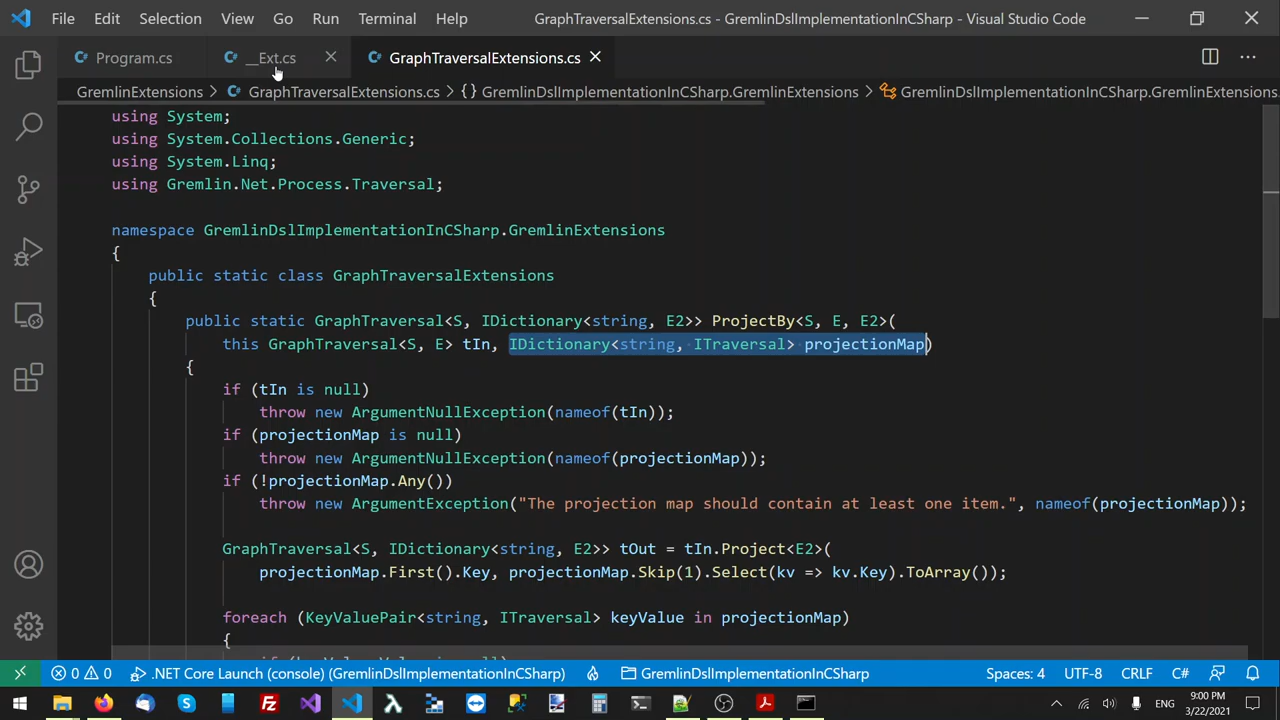 File Edit Selection View Go Run Terminal Help GraphTraversalExtensions.cs - GremlinDslImplementationInCSharp - Visual Studio Code
Program.cs __Ext.cs GraphTraversalExtensions.cs
GremlinExtensions > GraphTraversalExtensions.cs > {} GremlinDslImplementationInCSharp.GremlinExtensions > GremlinDslImplementationInCSharp.GremlinExtensions.
using System;
using System.Collections.Generic;
using System.Linq;
using Gremlin.Net.Process.Traversal;
namespace GremlinDslImplementationInCSharp.GremlinExtensions
{
public static class GraphTraversalExtensions
{
public static GraphTraversal<S, IDictionary<string, E2>> ProjectBy<S, E, E2>(
this GraphTraversal<S, E> tIn, IDictionary<string, ITraversal> projectionMap)
{
if (tIn is null)
throw new ArgumentNullException(nameof(tIn));
if (projectionMap is null)
throw new ArgumentNullException(nameof(projectionMap));
if (!projectionMap.Any())
throw new ArgumentException("The projection map should contain at least one item.", nameof(projectionMap));
GraphTraversal<S, IDictionary<string, E2>> tOut = tIn.Project<E2>(
projectionMap.First().Key, projectionMap.Skip(1).Select(kv => kv.Key).ToArray());
foreach (KeyValuePair<string, ITraversal> keyValue in projectionMap)
{
0 0 .NET Core Launch (console) (GremlinDslImplementationInCSharp) GremlinDslImplementationInCSharp Spaces: 4 UTF-8 CRLF C#
ENG 9:00 PM
3/22/2021